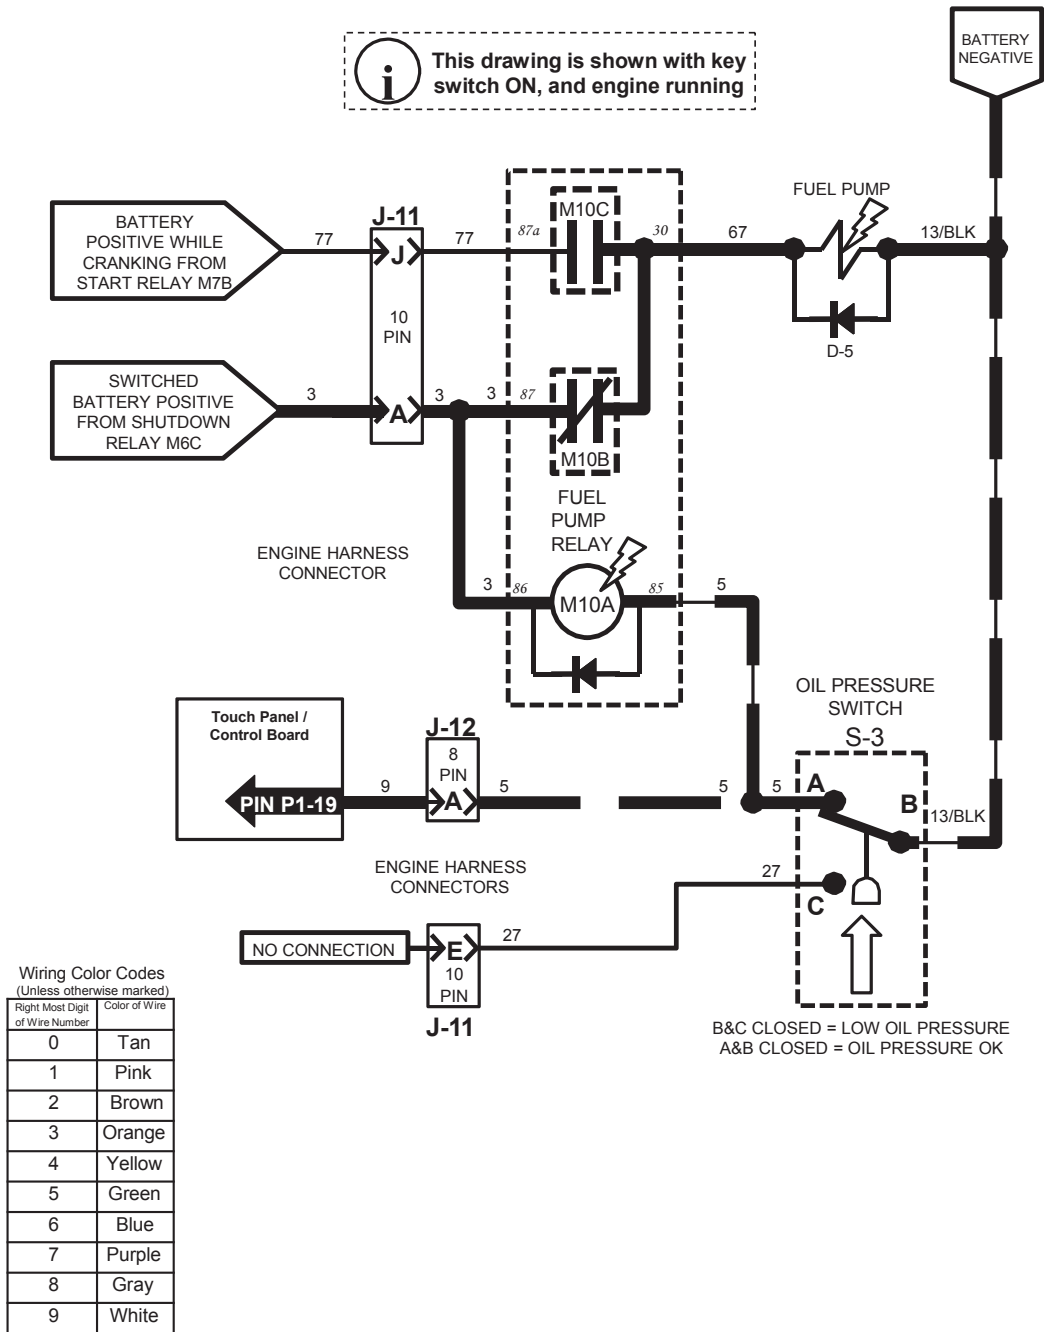 BATTERY
NEGATIVE
i
This drawing is shown with key
switch ON, and engine running
BATTERY
POSITIVE WHILE
CRANKING FROM
START RELAY M7B
77
J-11
J
77
87a
M10C
30
67
FUEL PUMP
13/BLK
10
PIN
D-5
SWITCHED
BATTERY POSITIVE
FROM SHUTDOWN
RELAY M6C
3
A
3
3
87
M10B
FUEL
PUMP
RELAY
ENGINE HARNESS
CONNECTOR
3
86
M10A
85
5
OIL PRESSURE
SWITCH
S-3
Touch Panel /
Control Board
PIN P1-19
9
J-12
8
PIN
A
5
5
5
A
B
13/BLK
ENGINE HARNESS
CONNECTORS
27
C
NO CONNECTION
E
27
10
PIN
J-11
B&C CLOSED = LOW OIL PRESSURE
A&B CLOSED = OIL PRESSURE OK
Wiring Color Codes
(Unless otherwise marked)
Right Most Digit
of Wire Number
Color of Wire
0 Tan
1 Pink
2 Brown
3 Orange
4 Yellow
5 Green
6 Blue
7 Purple
8 Gray
9 White